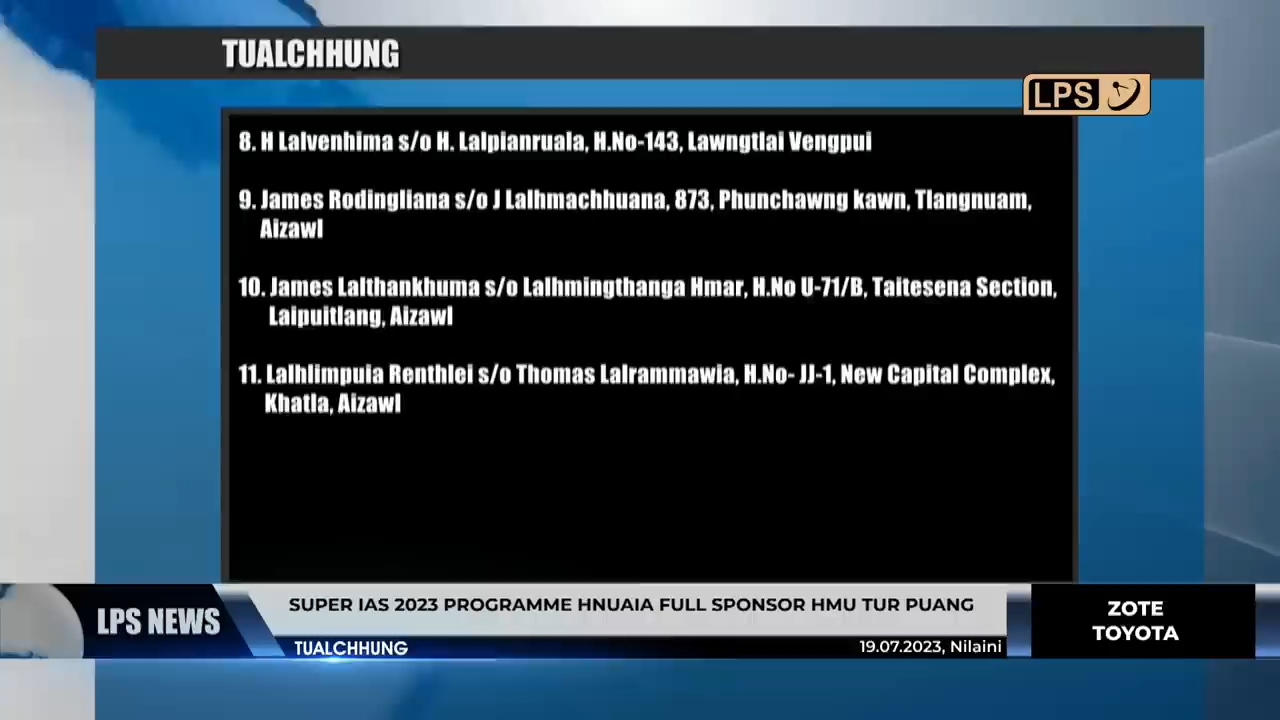 TUALCHHUNG
LPS
8. H Lalvenhima s/o H. Lalpianruala, H.No-143, Lawngtlai Vengpui
9. James Rodingliana s/o J Lalhmachhuana, 873, Phunchawng kawn, Tlangnuam,
Aizawl
10. James Lalthankhuma s/o Lalhmingthanga Hmar, H.No U-71/B, Taitesena Section,
Laipuitlang, Aizawl
11. Lalhlimpuia Renthlei s/o Thomas Lalrammawia, H.No- JJ-1, New Capital Complex,
Khatla, Aizawl
LPS NEWS
SUPER IAS 2023 PROGRAMME HNUAIA FULL SPONSOR HMU TUR PUANG
TUALCHHUNG
19.07.2023, Nilaini
ZOTE
TOYOTA